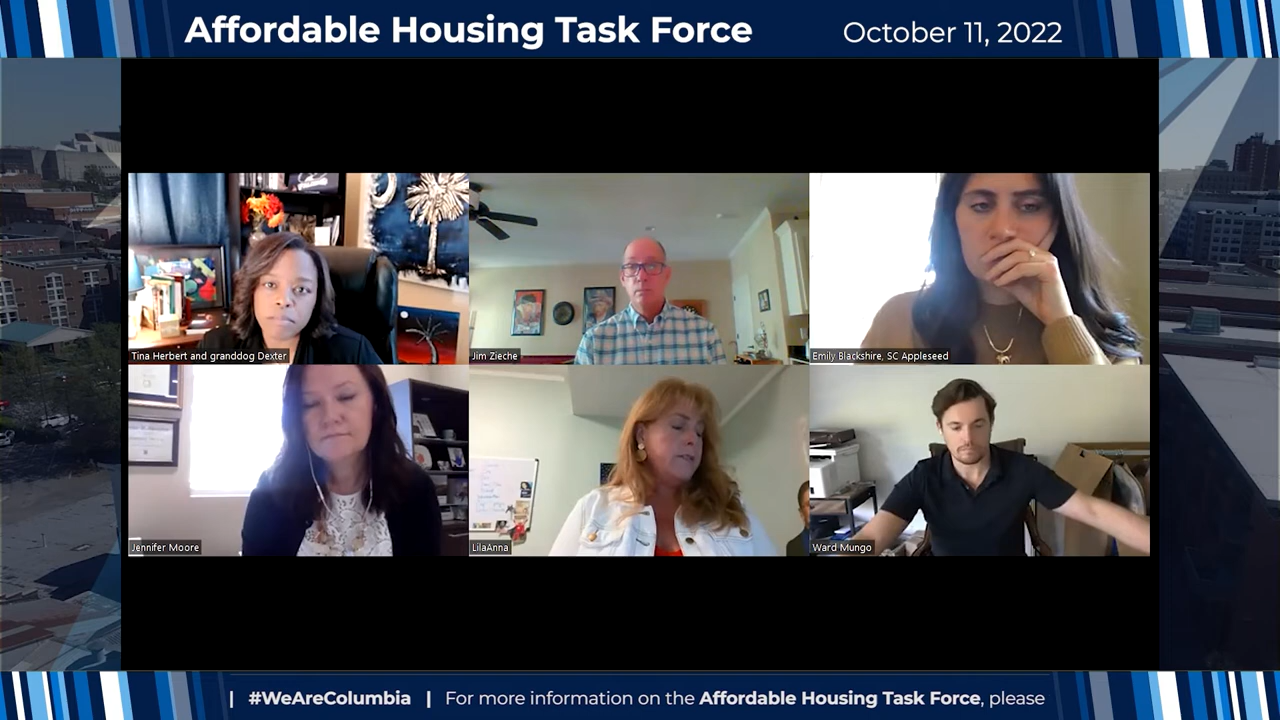 Affordable Housing Task Force
October 11, 2022
Tina Herbert and granddog Dexter
Jim Zieche
Emily Blackshire, SC Appleseed
Jennifer Moore
LilaAnna
Ward Mungo
| #WeAreColumbia | For more information on the Affordable Housing Task Force, please